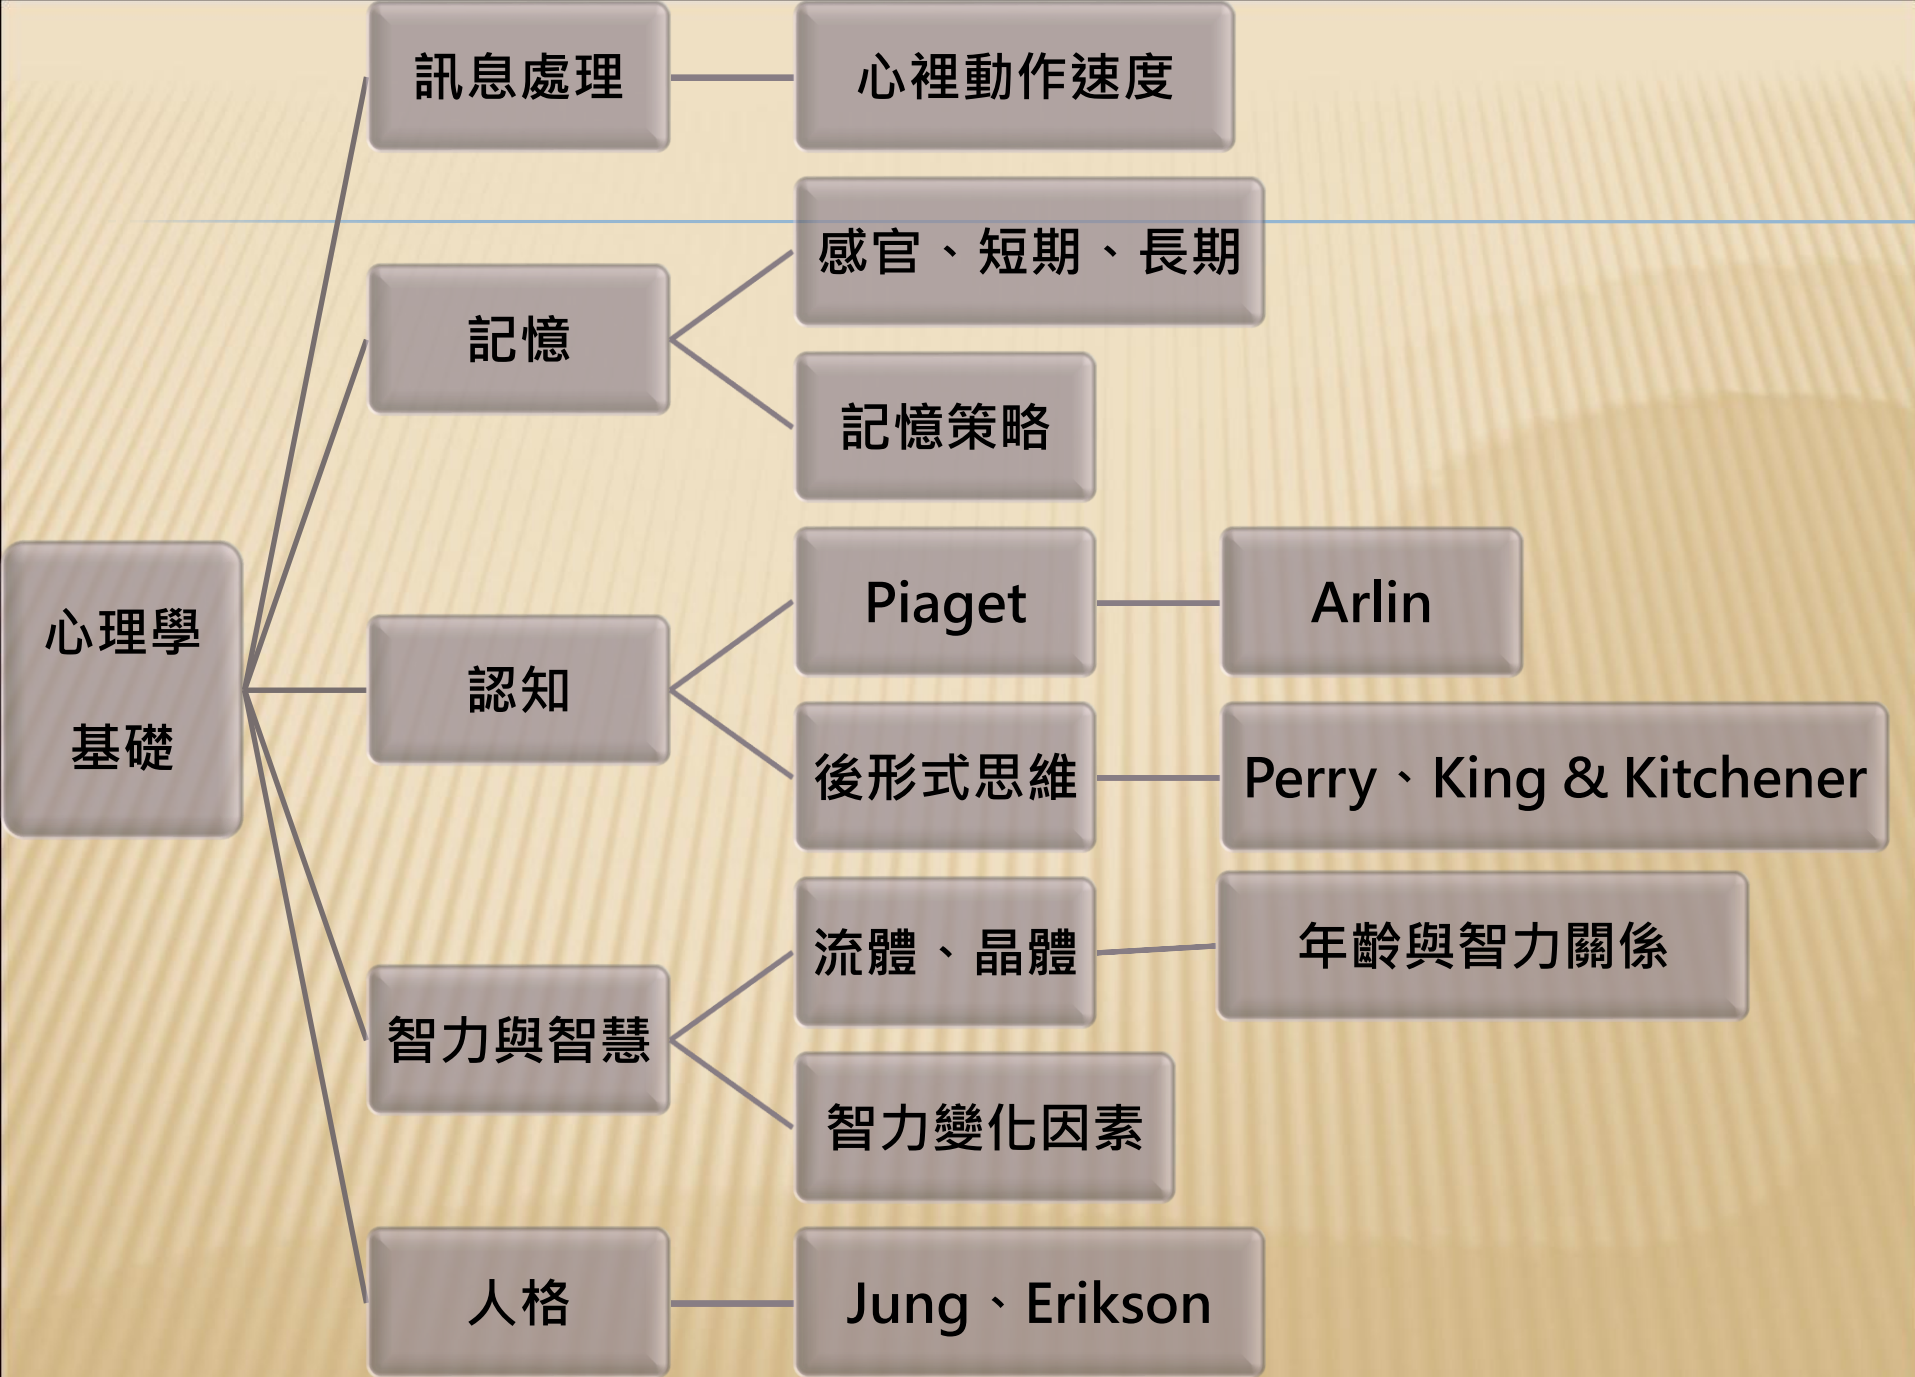 訊息處理
心裡動作速度
感官、短期、長期
記憶
記憶策略
心理學
基礎
認知
Piaget
Arlin
後形式思維
Perry、King & Kitchener
智力與智慧
流體、晶體
年齡與智力關係
智力變化因素
人格
Jung、Erikson